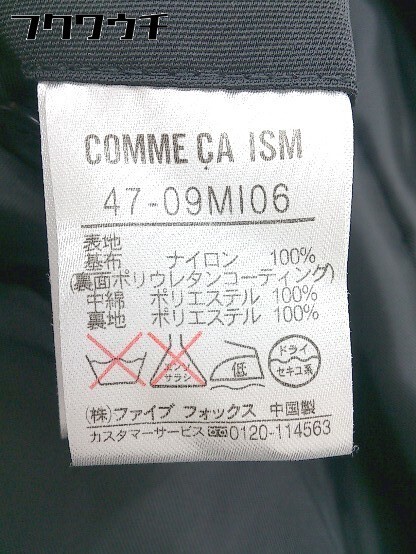 フクウウチ
COMME ÇA ISM
47-09MI06
表地
基布 ナイロン 100%
(裏面ポリウレタンコーティング)
中綿 ポリエステル 100%
裏地 ポリエステル 100%
エンソ サラシ 低 ドライ セキユ系
(株)ファイブ フォックス 中国製
カスタマーサービス 0120-114563